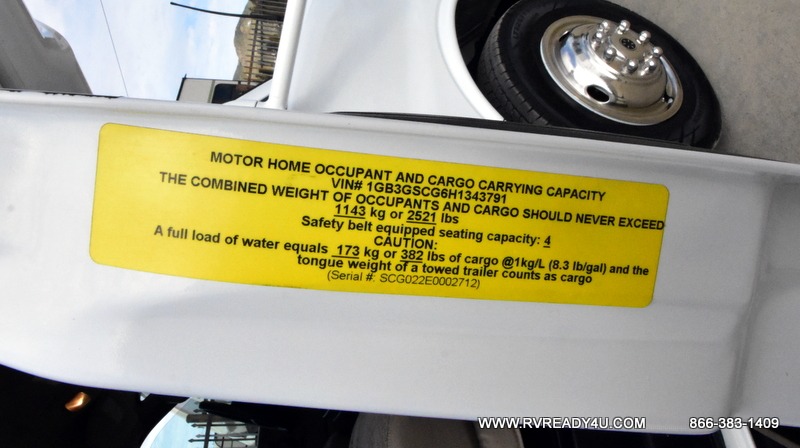 MOTOR HOME OCCUPANT AND CARGO CARRYING CAPACITY
VIN# 1GB3GSCG6H1343791
THE COMBINED WEIGHT OF OCCUPANTS AND CARGO SHOULD NEVER EXCEED
1143 kg or 2521 lbs
Safety belt equipped seating capacity: 4
CAUTION:
A full load of water equals 173 kg or 382 lbs of cargo @1kg/L (8.3 lb/gal) and the
tongue weight of a towed trailer counts as cargo
(Serial #: SCG022E0002712)
WWW.RVREADY4U.COM 866-383-1409